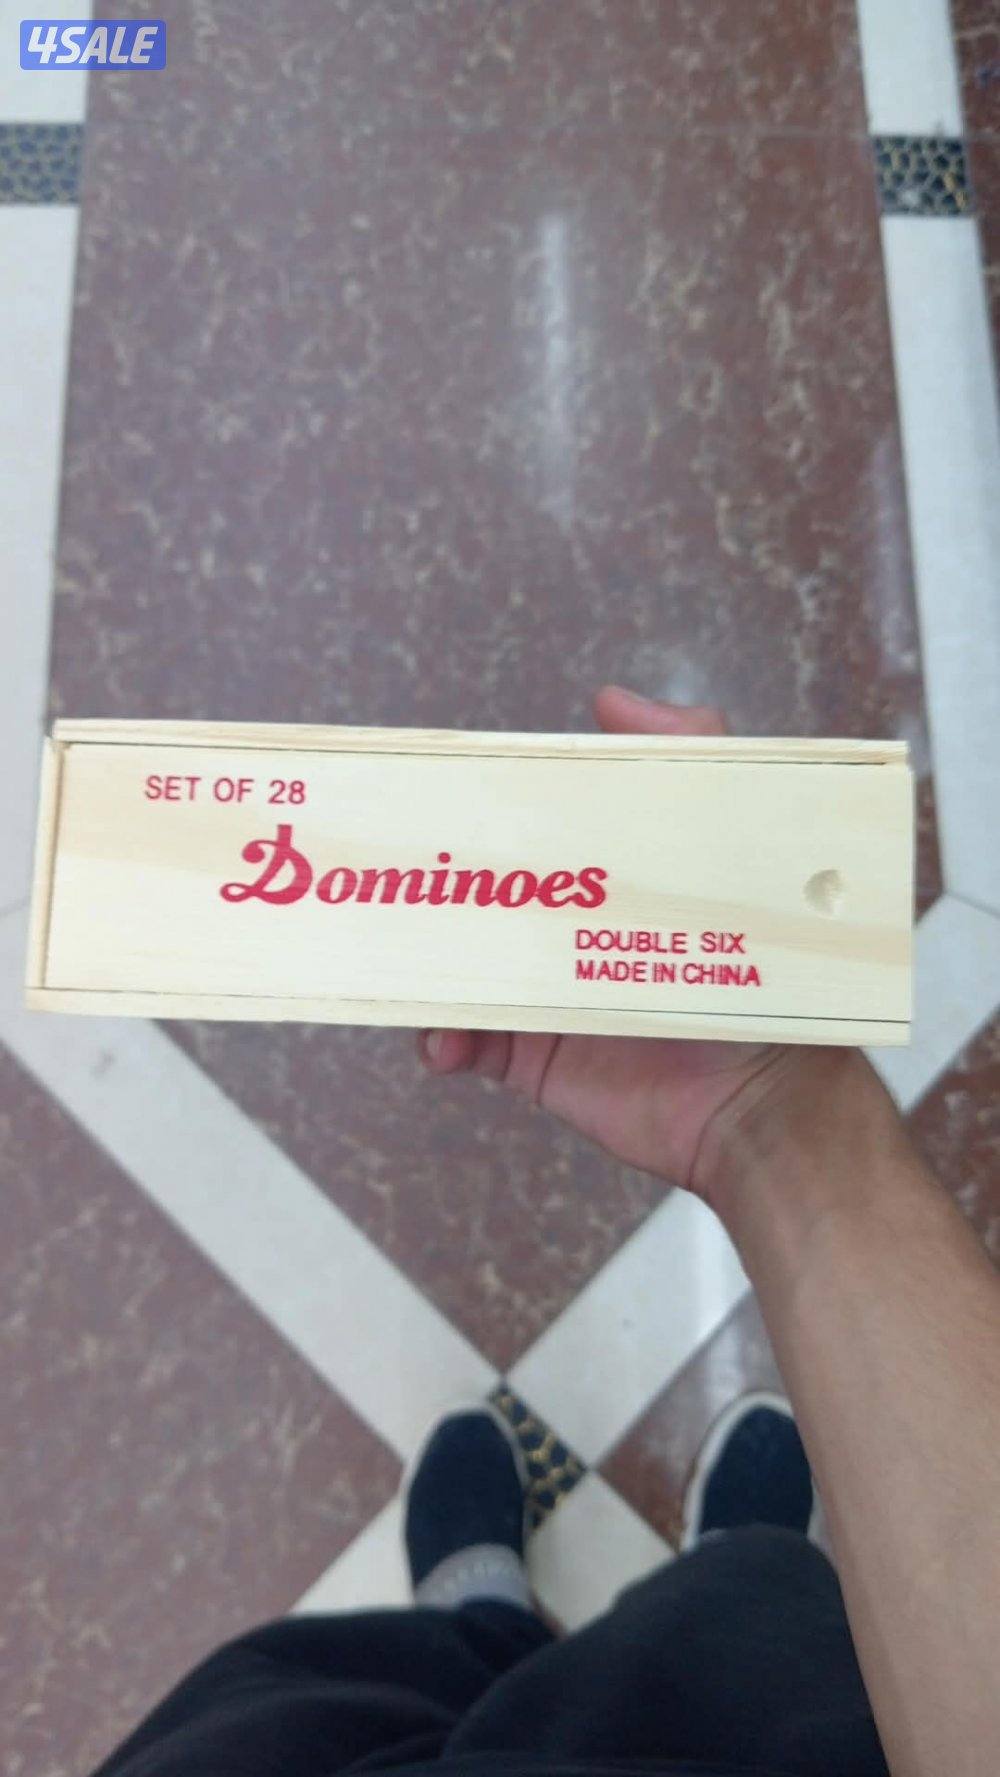 4SALE
SET OF 28
Dominoes
DOUBLE SIX
MADE IN CHINA